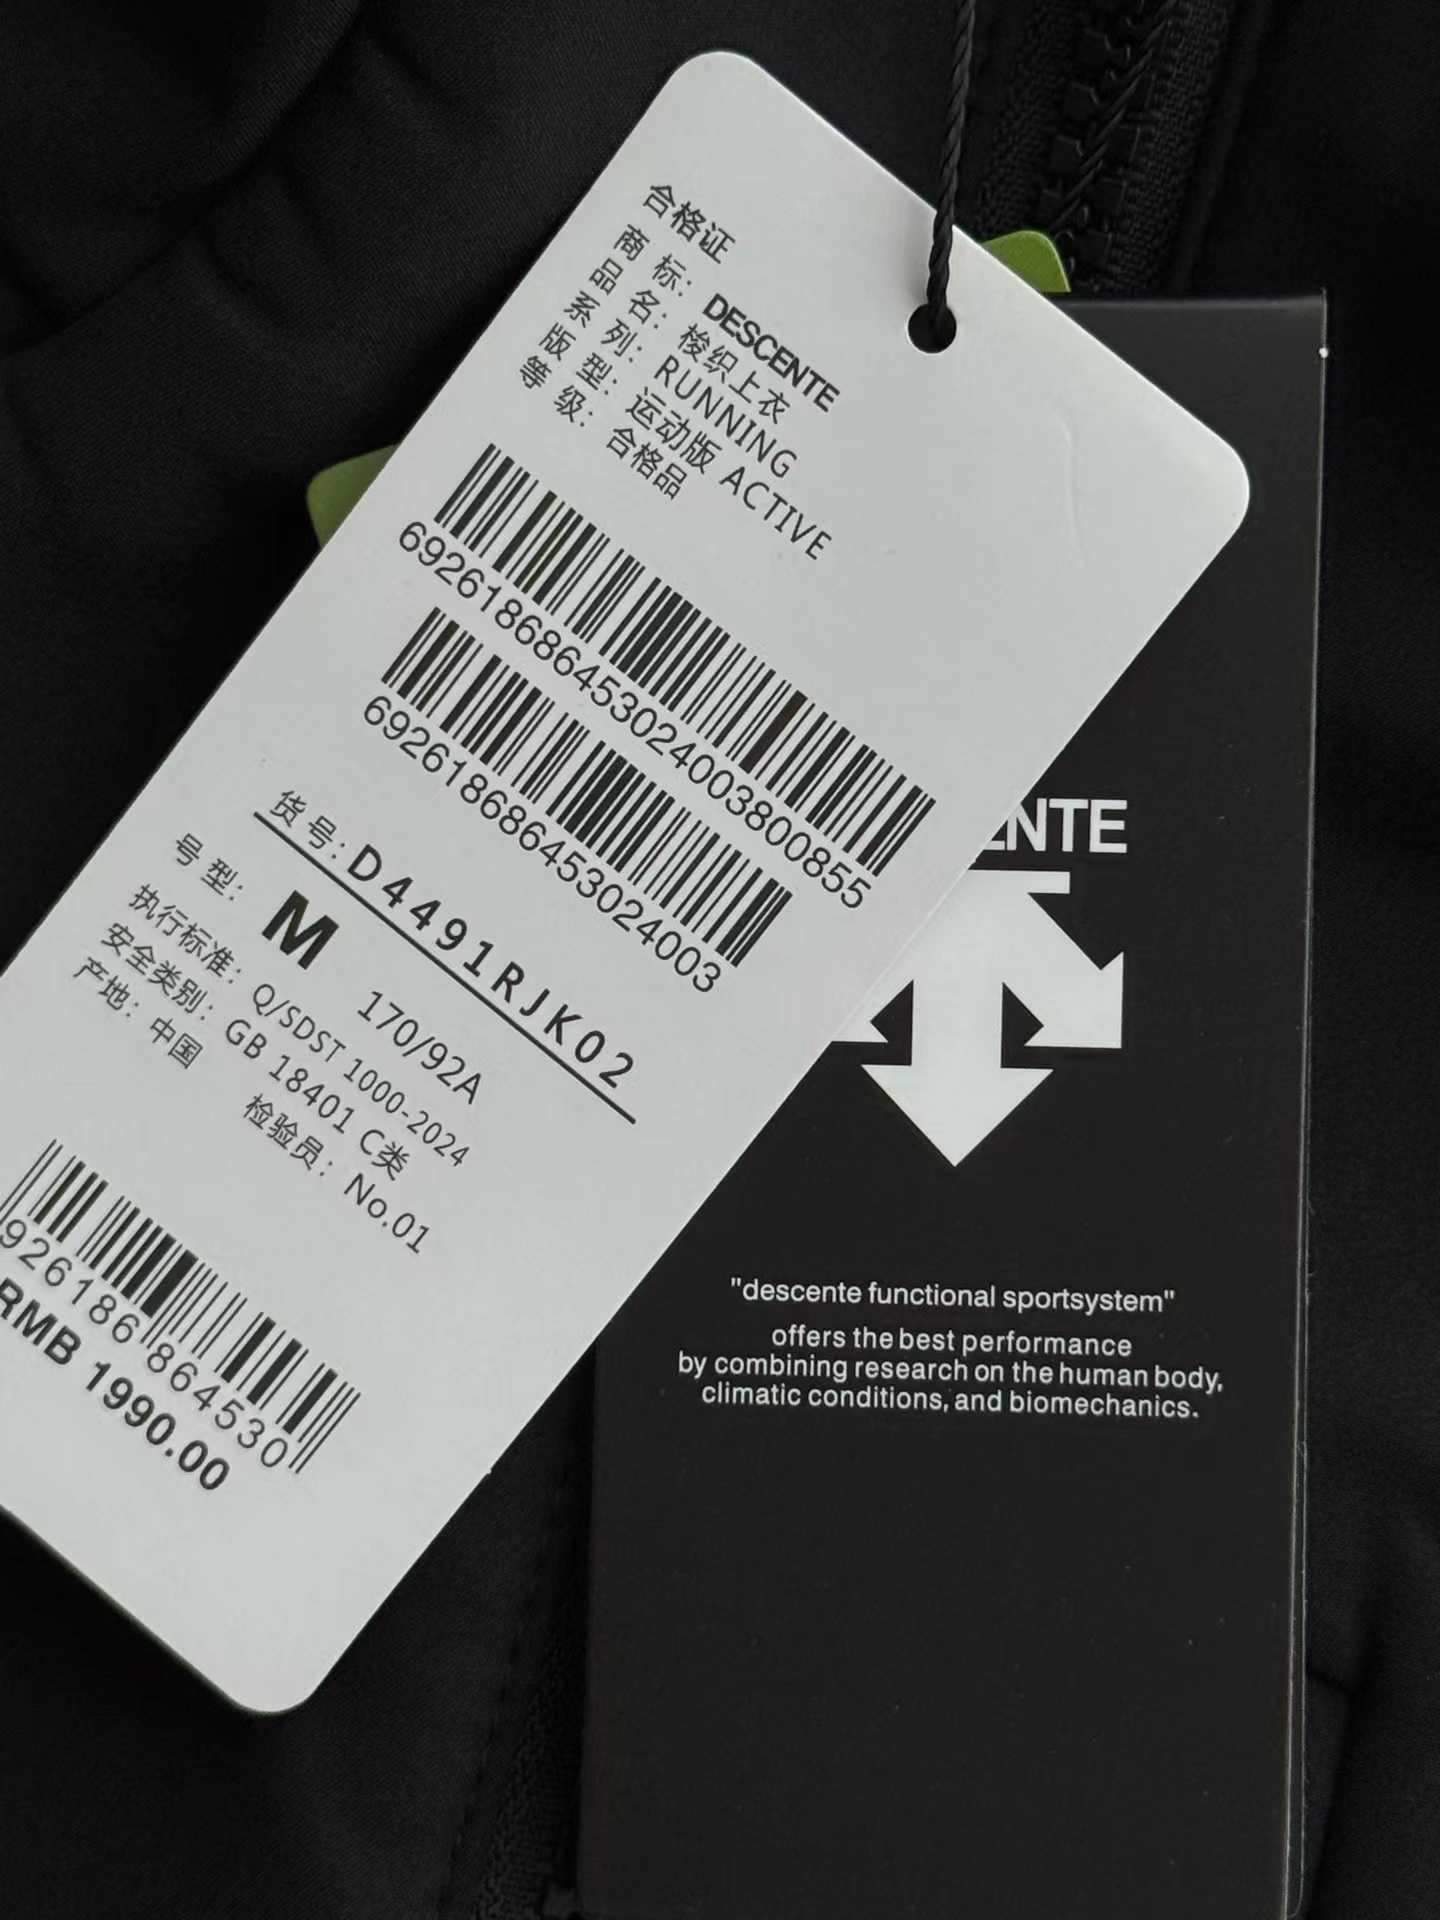 合格证
商 标: DESCENTE
品 名: 梭织上衣
系 列: RUNNING
版 型: 运动版 ACTIVE
等 级: 合格品
69261868645302400380085​5
69261868645302​4003
货 号: D4491RJK02
号 型: M 170/92A
执行标准: Q/SDST 1000-2024
安全类别: GB 18401 C类
产地: 中国 检验员: No.01
926186864530
RMB 1990.00
ENTE
"descente functional sportsystem"
offers the best performance
by combining research on the human body,
climatic conditions, and biomechanics.